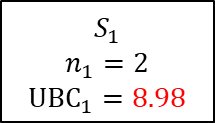 S₁
n₁ = 2
UBC₁ = 8.98